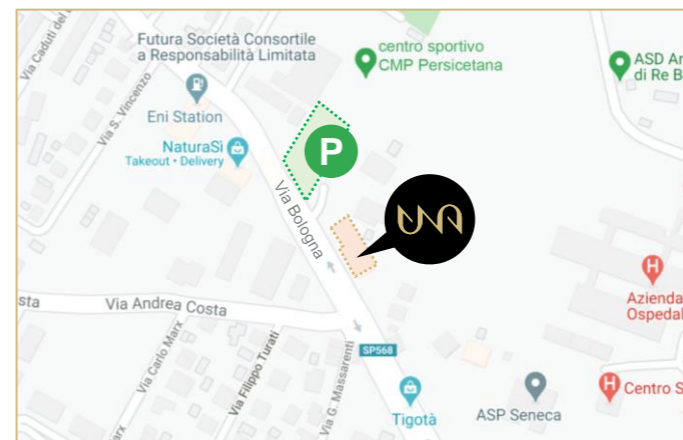 Via Caduti del
Futura Società Consortile
a Responsabilità Limitata
centro sportivo
CMP Persicetana
ASD
di Re B
Via S. Vincenzo
Eni Station
NaturaSì
Takeout • Delivery
P
Via Bologna
UNA
H
Azienda
Ospedal
sta
Via Andrea Costa
SP568
Via Carlo Marx
Via Filippo Turati
Via G. Massarenti
Tigotà
ASP Seneca
H
Centro S